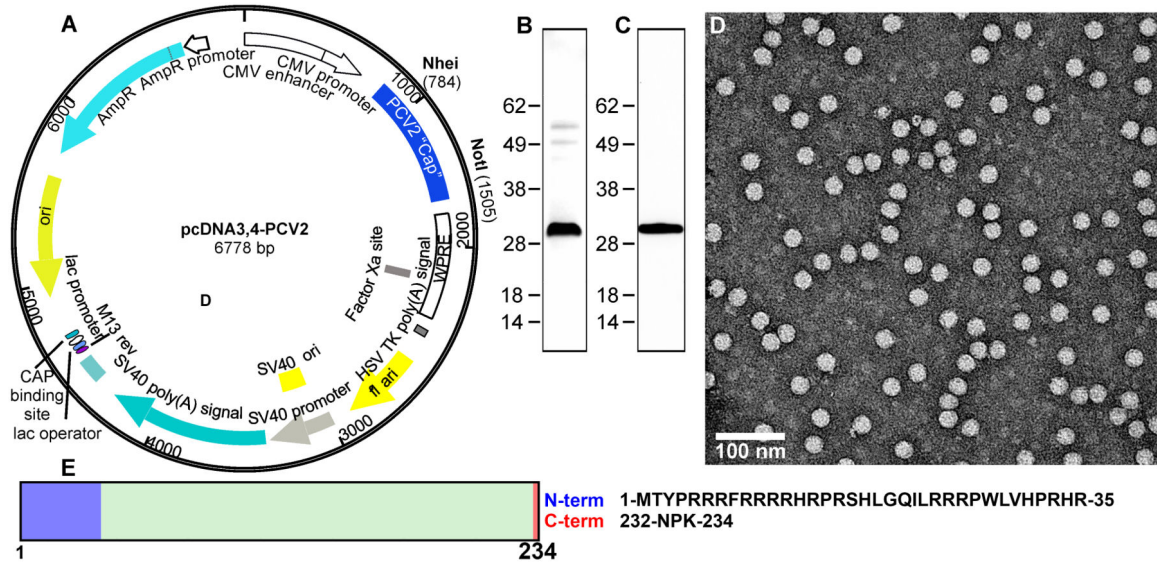 A
B
C
D
AmpR promoter
AmpR
CMV enhancer
CMV promoter
Nhei
(784)
1000
PCV2 "Cap"
NotI (1505)
2000
WPRE
Factor Xa site
HSV TK poly(A) signal
f1 ori
3000
SV40 ori
SV40 promoter
SV40 poly(A) signal
4000
M13 rev
lac promoter
CAP
binding
site
lac operator
5000
ori
6000
pcDNA3,4-PCV2
6778 bp
D
62
49
38
28
18
14
62
49
38
28
18
14
100 nm
E
1
234
N-term 1-MTYPRRRFRRRRHRPRSHLGQILRRRPWLVHPRHR-35
C-term 232-NPK-234